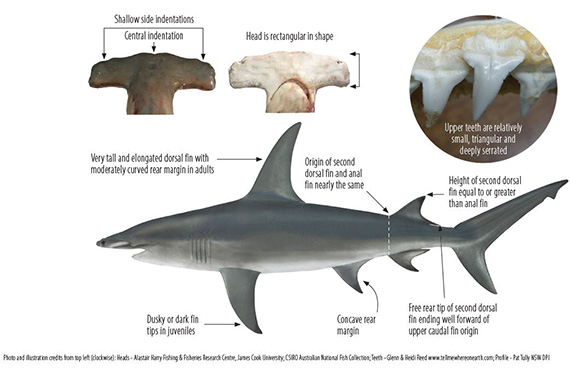 Shallow side indentations
Central indentation
Head is rectangular in shape
Upper teeth are relatively
small, triangular and
deeply serrated
Very tall and elongated dorsal fin with
moderately curved rear margin in adults
Origin of second
dorsal fin and anal
fin nearly the same
Height of second dorsal
fin equal to or greater
than anal fin
Dusky or dark fin
tips in juveniles
Concave rear
margin
Free rear tip of second dorsal
fin ending well forward of
upper caudal fin origin
Photo and illustration credits from top left (clockwise): Heads - Alastair Harry Fishing & Fisheries Research Centre, James Cook University; CSIRO Australian National Fish Collection; Teeth - Glenn & Heidi Feed www.tellmewhereonearth.com; Profile - Pat Tully NSW DPI